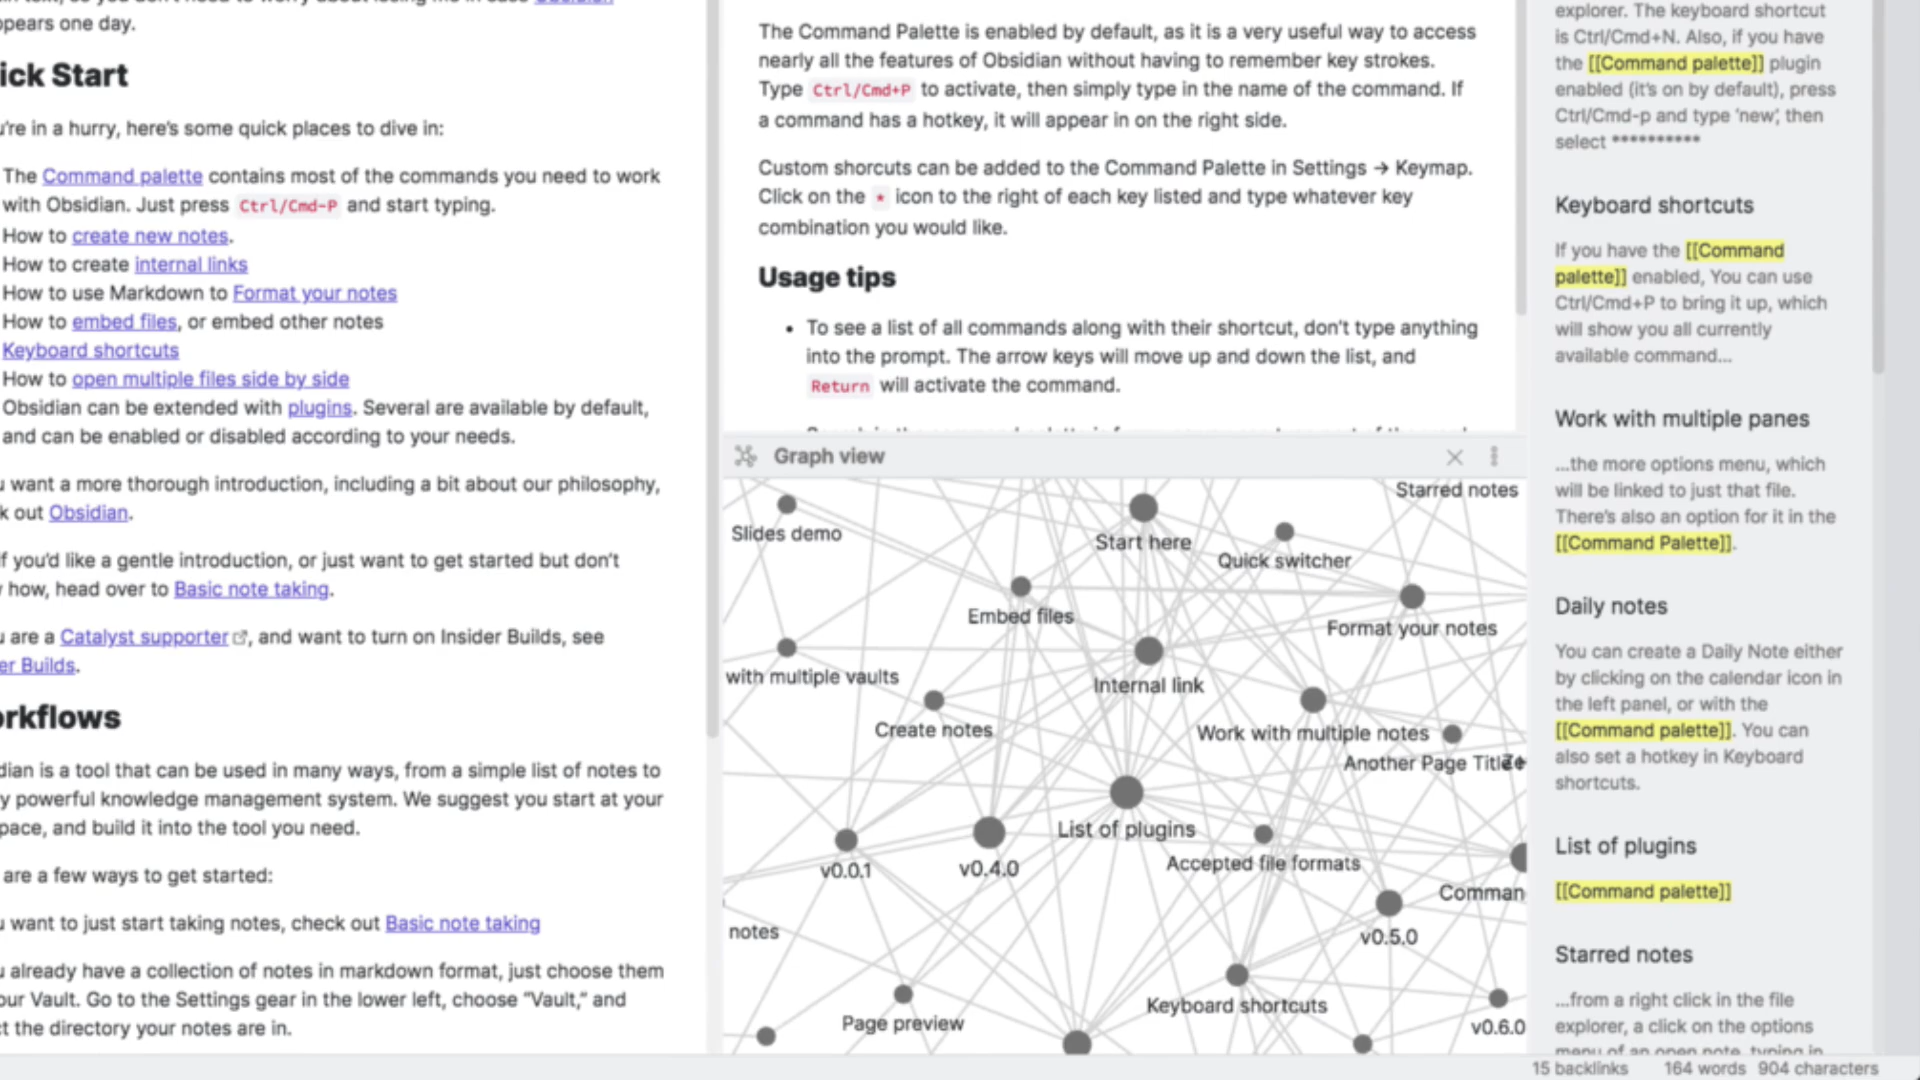 ppears one day.
ick Start
u're in a hurry, here's some quick places to dive in:
The Command palette contains most of the commands you need to work
with Obsidian. Just press Ctrl/Cmd-P and start typing.
How to create new notes.
How to create internal links
How to use Markdown to Format your notes
How to embed files, or embed other notes
Keyboard shortcuts
How to open multiple files side by side
Obsidian can be extended with plugins. Several are available by default,
and can be enabled or disabled according to your needs.
u want a more thorough introduction, including a bit about our philosophy,
k out Obsidian.
if you'd like a gentle introduction, or just want to get started but don't
how, head over to Basic note taking.
u are a Catalyst supporter, and want to turn on Insider Builds, see
er Builds.
orkflows
dian is a tool that can be used in many ways, from a simple list of notes to
y powerful knowledge management system. We suggest you start at your
pace, and build it into the tool you need.
are a few ways to get started:
u want to just start taking notes, check out Basic note taking
u already have a collection of notes in markdown format, just choose them
our Vault. Go to the Settings gear in the lower left, choose "Vault," and
ct the directory your notes are in.
The Command Palette is enabled by default, as it is a very useful way to access
nearly all the features of Obsidian without having to remember key strokes.
Type Ctrl/Cmd+P to activate, then simply type in the name of the command. If
a command has a hotkey, it will appear in on the right side.
Custom shorcuts can be added to the Command Palette in Settings → Keymap.
Click on the * icon to the right of each key listed and type whatever key
combination you would like.
Usage tips
• To see a list of all commands along with their shortcut, don't type anything
into the prompt. The arrow keys will move up and down the list, and
Return will activate the command.
Graph view
Starred notes
Slides demo
Start here
Quick switcher
Embed files
Format your notes
with multiple vaults
Internal link
Create notes
Work with multiple notes
Another Page Title
List of plugins
Accepted file formats
v0.0.1
v0.4.0
Comman
notes
v0.5.0
Keyboard shortcuts
Page preview
v0.6.0
explorer. The keyboard shortcut
is Ctrl/Cmd+N. Also, if you have
the [[Command palette]] plugin
enabled (it's on by default), press
Ctrl/Cmd-p and type 'new', then
select **********
Keyboard shortcuts
If you have the [[Command
palette]] enabled, You can use
Ctrl/Cmd+P to bring it up, which
will show you all currently
available command...
Work with multiple panes
...the more options menu, which
will be linked to just that file.
There's also an option for it in the
[[Command Palette]].
Daily notes
You can create a Daily Note either
by clicking on the calendar icon in
the left panel, or with the
[[Command palette]]. You can
also set a hotkey in Keyboard
shortcuts.
List of plugins
[[Command palette]]
Starred notes
...from a right click in the file
explorer, a click on the options
menu of an open note, typing in
15 backlinks 164 words 904 characters